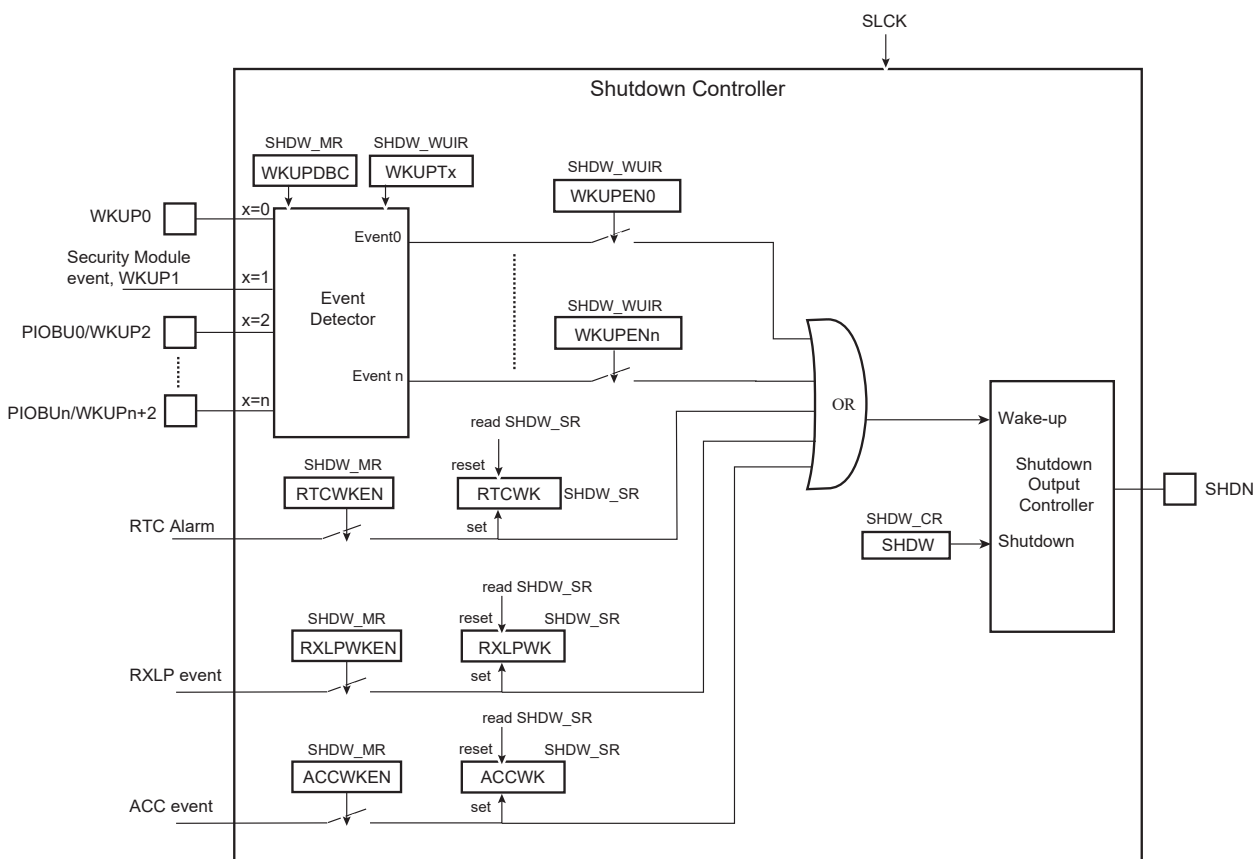 SLCK
Shutdown Controller
SHDW_MR
SHDW_WUIR
WKUPDBC
WKUPTx
SHDW_WUIR
WKUPEN0
WKUP0
x=0
Event0
Security Module
event, WKUP1
x=1
Event
Detector
SHDW_WUIR
WKUPENn
PIOBU0/WKUP2
x=2
Event n
PIOBUn/WKUPn+2
x=n
OR
Wake-up
Shutdown
Output
Controller
SHDN
SHDW_CR
SHDW
Shutdown
read SHDW_SR
SHDW_MR
reset
RTCWKEN
RTCWK
SHDW_SR
RTC Alarm
set
read SHDW_SR
SHDW_MR
reset
SHDW_SR
RXLPWKEN
RXLPWK
RXLP event
set
read SHDW_SR
SHDW_MR
reset
SHDW_SR
ACCWKEN
ACCWK
ACC event
set